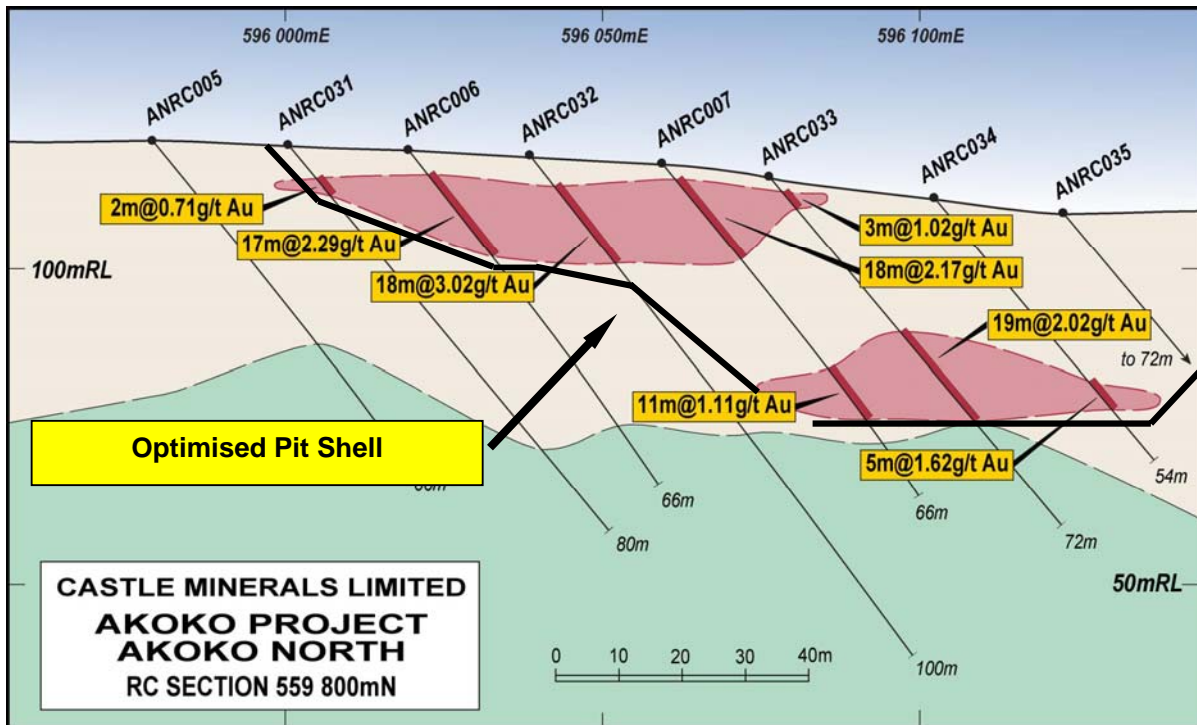 596 000mE
596 050mE
596 100mE
ANRC005
ANRC031
ANRC006
ANRC032
ANRC007
ANRC033
ANRC034
ANRC035
2m@0.71g/t Au
17m@2.29g/t Au
18m@3.02g/t Au
3m@1.02g/t Au
18m@2.17g/t Au
100mRL
19m@2.02g/t Au
to 72m
11m@1.11g/t Au
5m@1.62g/t Au
Optimised Pit Shell
54m
66m
66m
72m
80m
50mRL
100m
CASTLE MINERALS LIMITED
AKOKO PROJECT
AKOKO NORTH
RC SECTION 559 800mN
0 10 20 30 40m